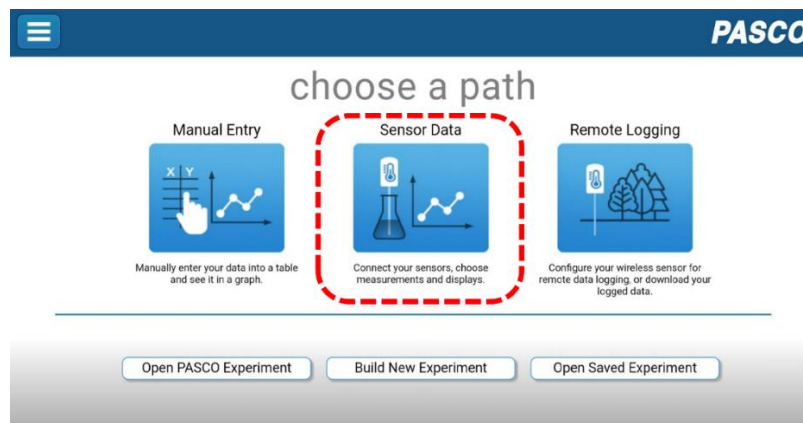 PASCO
choose a path
Manual Entry
X Y
Manually enter your data into a table
and see it in a graph.
Sensor Data
Connect your sensors, choose
measurements and displays.
Remote Logging
Configure your wireless sensor for
remote data logging, or download your
logged data.
Open PASCO Experiment
Build New Experiment
Open Saved Experiment